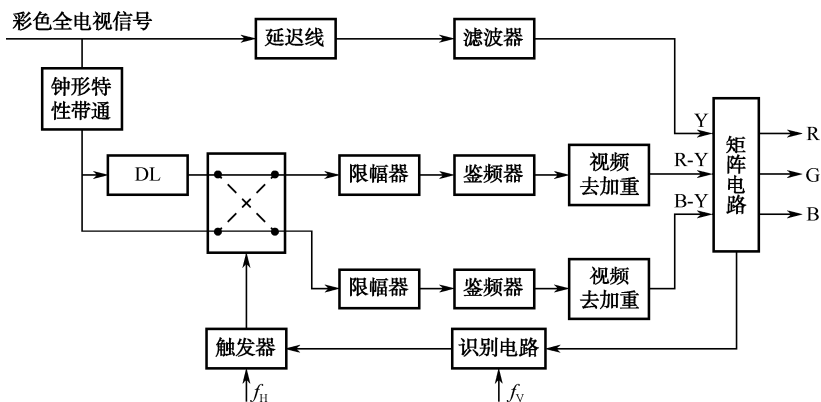 彩色全电视信号
延迟线
滤波器
钟形特
性带通
Y
R
DL
限幅器
鉴频器
视频
去加重
R-Y
矩阵电路
G
B-Y
B
限幅器
鉴频器
视频
去加重
触发器
识别电路
fH
fV